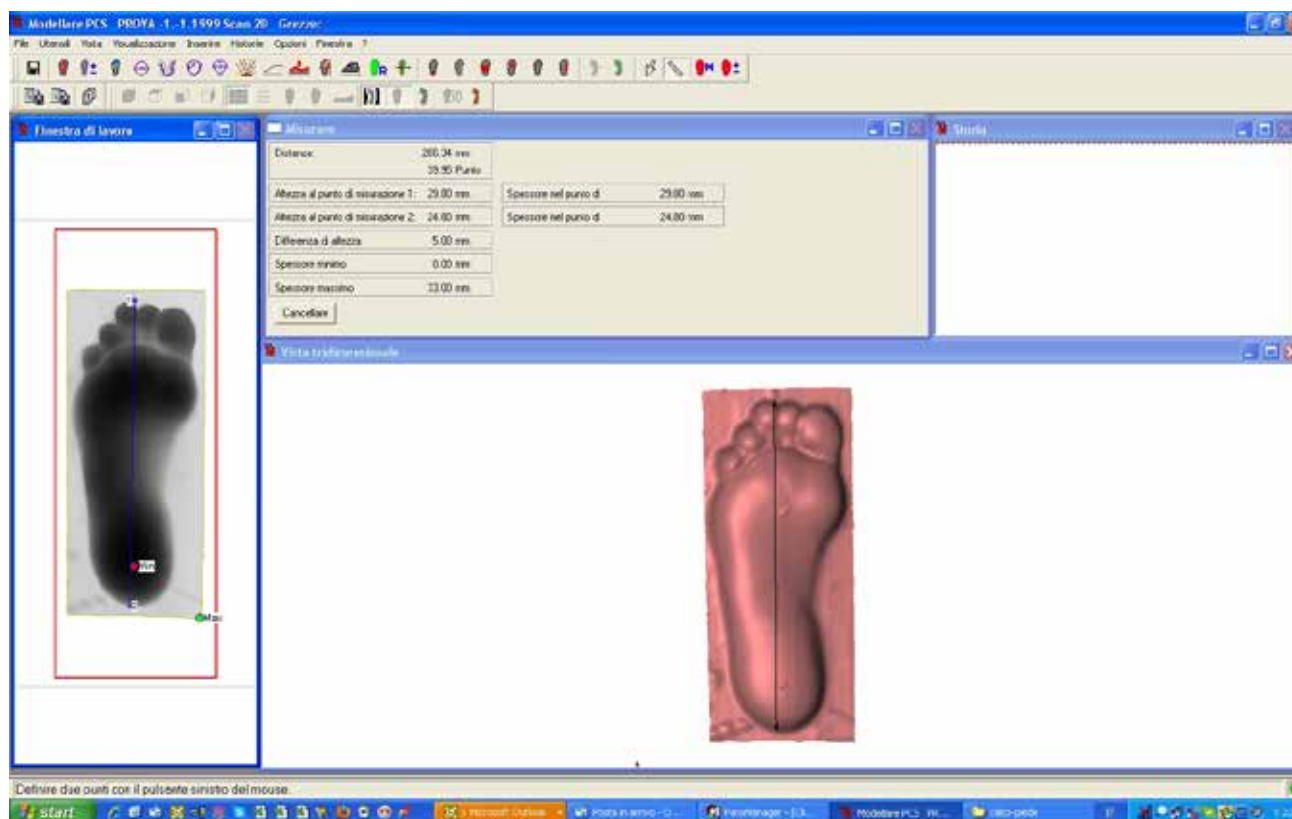 Modellare PCS PROVA -1.-1.1999 Scan 20 Grezzo:
File Utensili Vista Visualizzazione Inserire Historie Opzioni Finestra ?
Finestra di lavoro
Misurare
Storia
Distance: 266.34 mm
39.95 Punto
Altezza al punto di misurazione 1: 29.80 mm Spessore nel punto d 29.80 mm
Altezza al punto di misurazione 2: 24.80 mm Spessore nel punto d 24.80 mm
Differenza di altezza 5.00 mm
Spessore minimo 0.00 mm
Spessore massimo 33.00 mm
Cancellare
Vista tridimensionale
Min
Max
Definire due punti con il pulsante sinistro del mouse.
start
Microsoft Outlook
Posta in arrivo - O...
Modellare PCS
calco-piede
IT